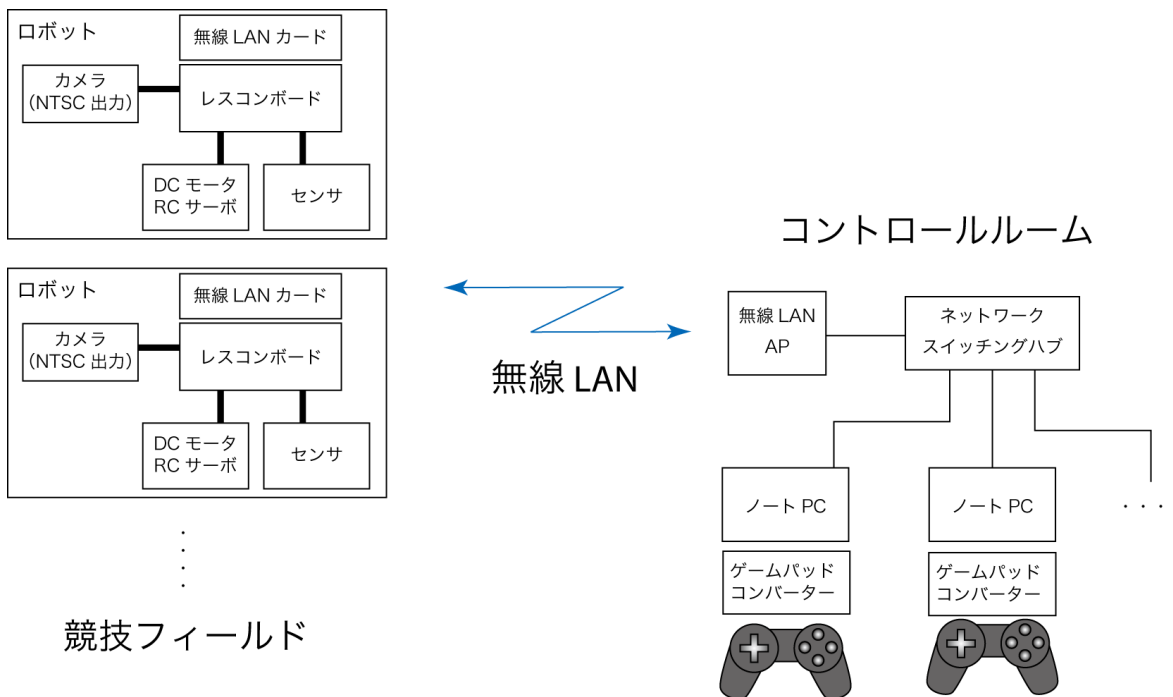 ロボット
無線 LAN カード
カメラ
(NTSC 出力)
レスコンボード
DC モータ
RC サーボ
センサ
ロボット
無線 LAN カード
カメラ
(NTSC 出力)
レスコンボード
DC モータ
RC サーボ
センサ
・・・・
競技フィールド
無線 LAN
コントロールルーム
無線 LAN
AP
ネットワーク
スイッチングハブ
ノート PC
ノート PC
・・・
ゲームパッド
コンバーター
ゲームパッド
コンバーター